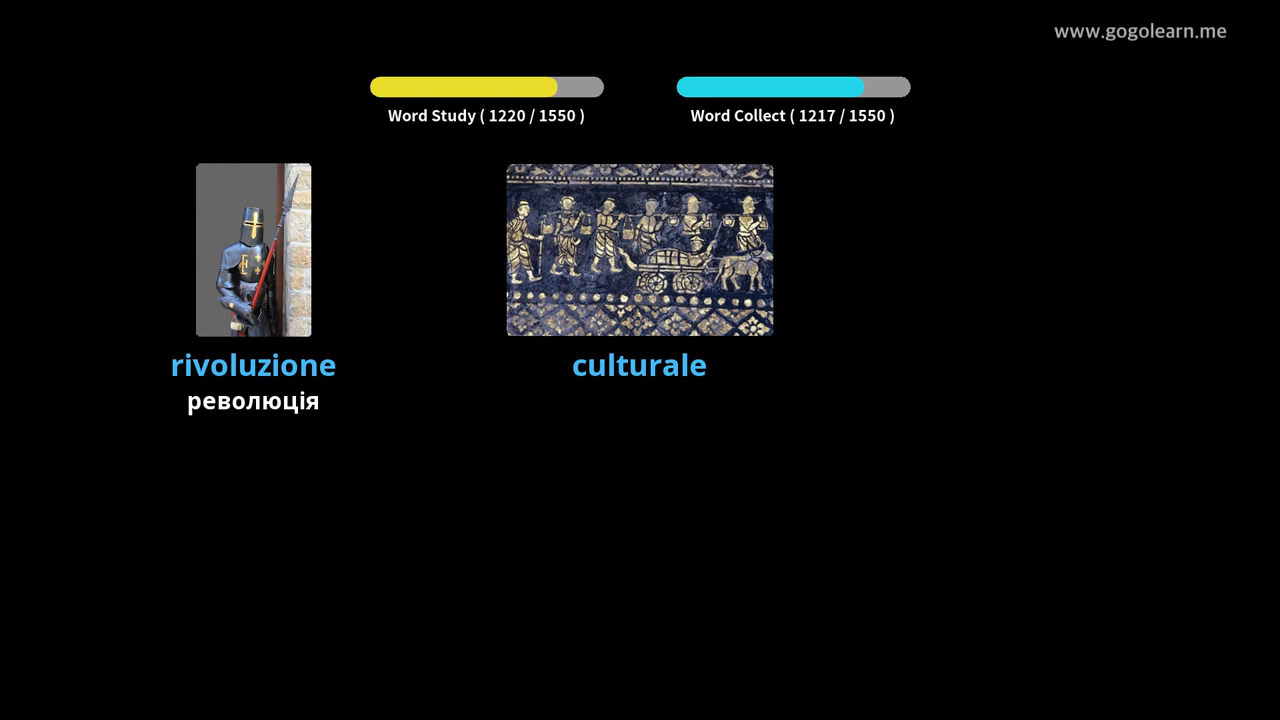 www.gogolearn.me
Word Study ( 1220 / 1550 )
Word Collect ( 1217 / 1550 )
rivoluzione
революція
culturale